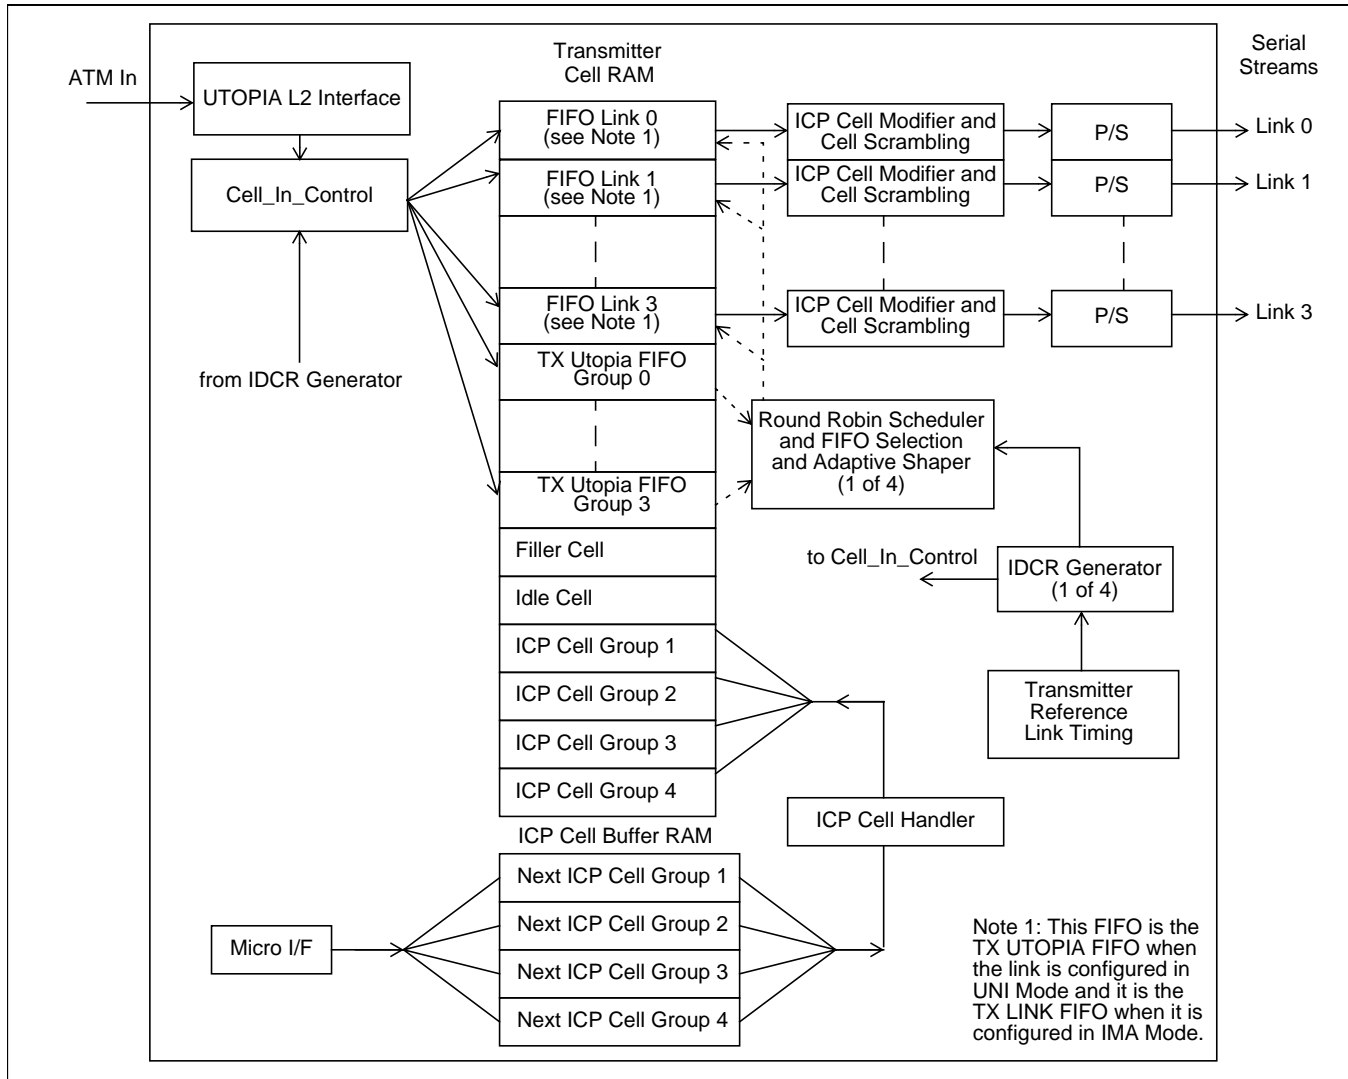 Transmitter
Cell RAM
Serial
Streams
ATM In
UTOPIA L2 Interface
FIFO Link 0
(see Note 1)
ICP Cell Modifier and
Cell Scrambling
P/S
Link 0
Cell_In_Control
FIFO Link 1
(see Note 1)
ICP Cell Modifier and
Cell Scrambling
P/S
Link 1
FIFO Link 3
(see Note 1)
ICP Cell Modifier and
Cell Scrambling
P/S
Link 3
from IDCR Generator
TX Utopia FIFO
Group 0
Round Robin Scheduler
and FIFO Selection
and Adaptive Shaper
(1 of 4)
TX Utopia FIFO
Group 3
Filler Cell
to Cell_In_Control
IDCR Generator
(1 of 4)
Idle Cell
ICP Cell Group 1
ICP Cell Group 2
ICP Cell Group 3
ICP Cell Group 4
Transmitter
Reference
Link Timing
ICP Cell Handler
ICP Cell Buffer RAM
Next ICP Cell Group 1
Next ICP Cell Group 2
Next ICP Cell Group 3
Next ICP Cell Group 4
Micro I/F
Note 1: This FIFO is the
TX UTOPIA FIFO when
the link is configured in
UNI Mode and it is the
TX LINK FIFO when it is
configured in IMA Mode.